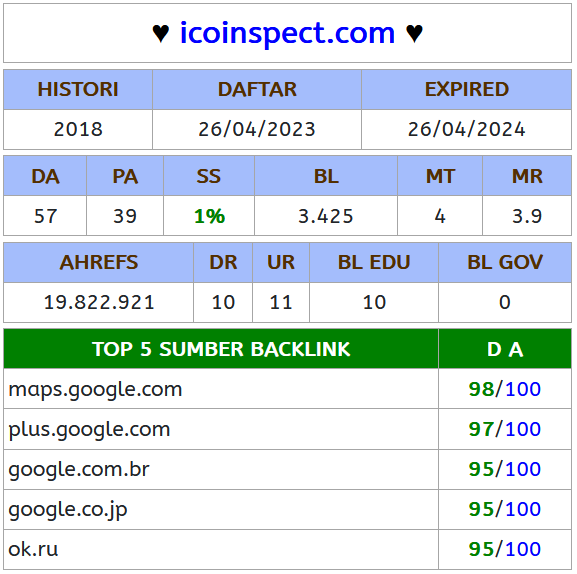 ♥ icoinspect.com ♥
HISTORI DAFTAR EXPIRED
2018 26/04/2023 26/04/2024
DA PA SS BL MT MR
57 39 1% 3.425 4 3.9
AHREFS DR UR BL EDU BL GOV
19.822.921 10 11 10 0
TOP 5 SUMBER BACKLINK D A
maps.google.com 98/100
plus.google.com 97/100
google.com.br 95/100
google.co.jp 95/100
ok.ru 95/100